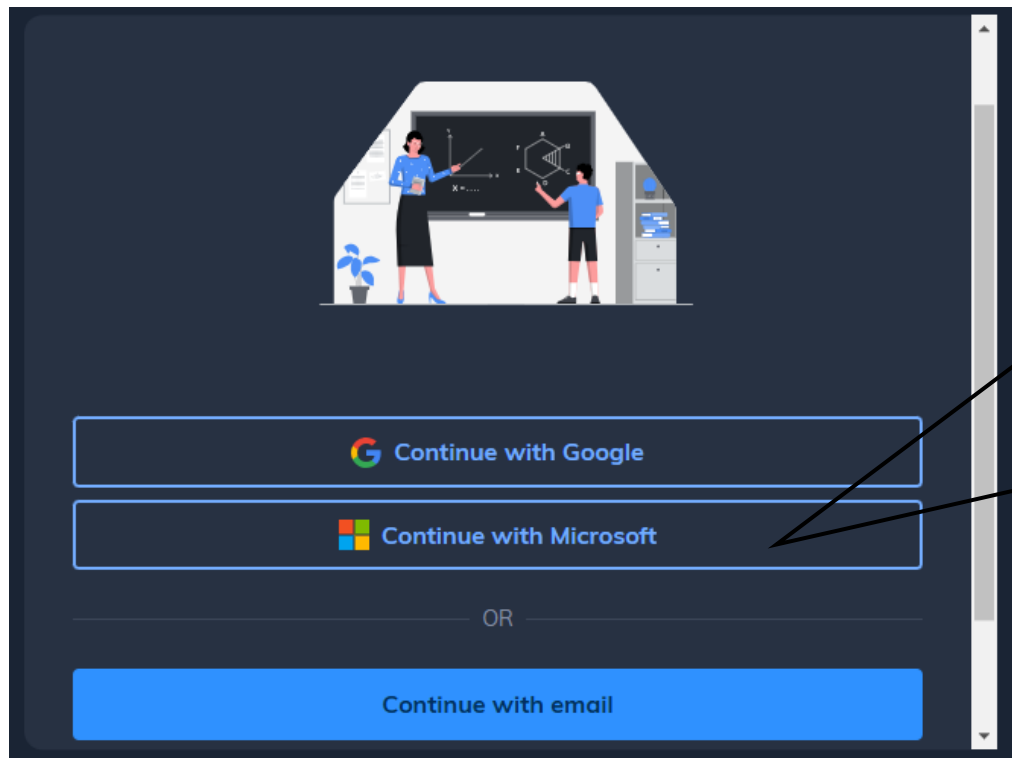 Y
X
X = ....
A
F
E
C
D
Continue with Google
Continue with Microsoft
OR
Continue with email